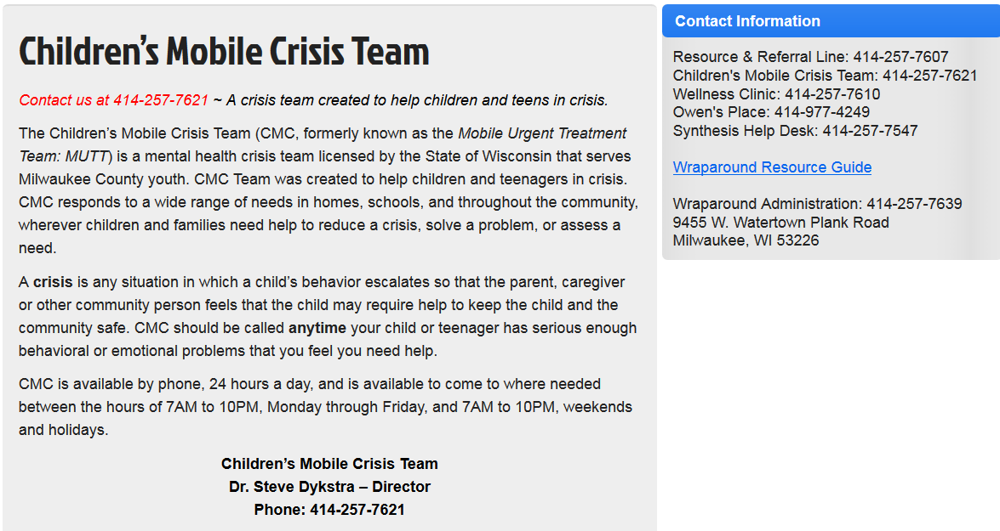 Children’s Mobile Crisis Team
Contact us at 414-257-7621 ~ A crisis team created to help children and teens in crisis.
The Children’s Mobile Crisis Team (CMC, formerly known as the Mobile Urgent Treatment
Team: MUTT) is a mental health crisis team licensed by the State of Wisconsin that serves
Milwaukee County youth. CMC Team was created to help children and teenagers in crisis.
CMC responds to a wide range of needs in homes, schools, and throughout the community,
wherever children and families need help to reduce a crisis, solve a problem, or assess a
need.
A crisis is any situation in which a child’s behavior escalates so that the parent, caregiver
or other community person feels that the child may require help to keep the child and the
community safe. CMC should be called anytime your child or teenager has serious enough
behavioral or emotional problems that you feel you need help.
CMC is available by phone, 24 hours a day, and is available to come to where needed
between the hours of 7AM to 10PM, Monday through Friday, and 7AM to 10PM, weekends
and holidays.
Children’s Mobile Crisis Team
Dr. Steve Dykstra – Director
Phone: 414-257-7621
Contact Information
Resource & Referral Line: 414-257-7607
Children's Mobile Crisis Team: 414-257-7621
Wellness Clinic: 414-257-7610
Owen's Place: 414-977-4249
Synthesis Help Desk: 414-257-7547
Wraparound Resource Guide
Wraparound Administration: 414-257-7639
9455 W. Watertown Plank Road
Milwaukee, WI 53226